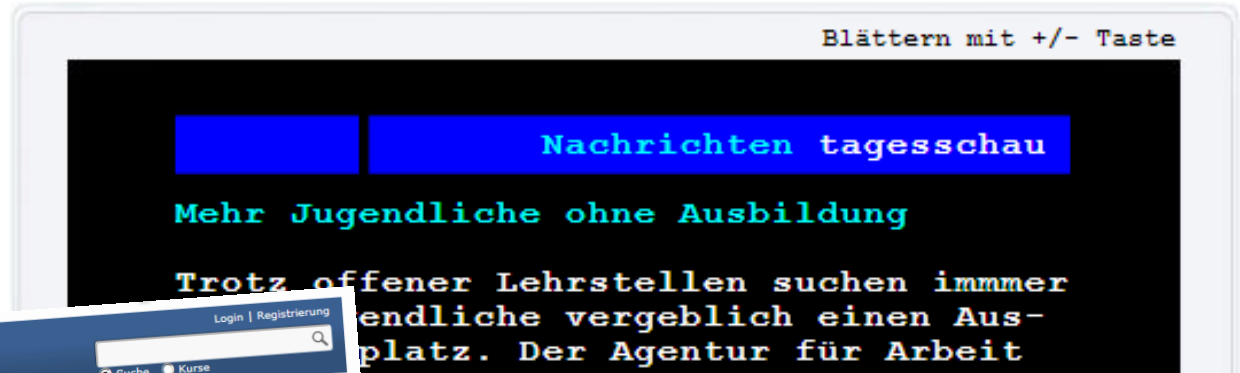 Blättern mit +/- Taste
Nachrichten tagesschau
Mehr Jugendliche ohne Ausbildung
Trotz offener Lehrstellen suchen immmer
endliche vergeblich einen Aus-
platz. Der Agentur für Arbeit
Login | Registrierung
Suche Kurse